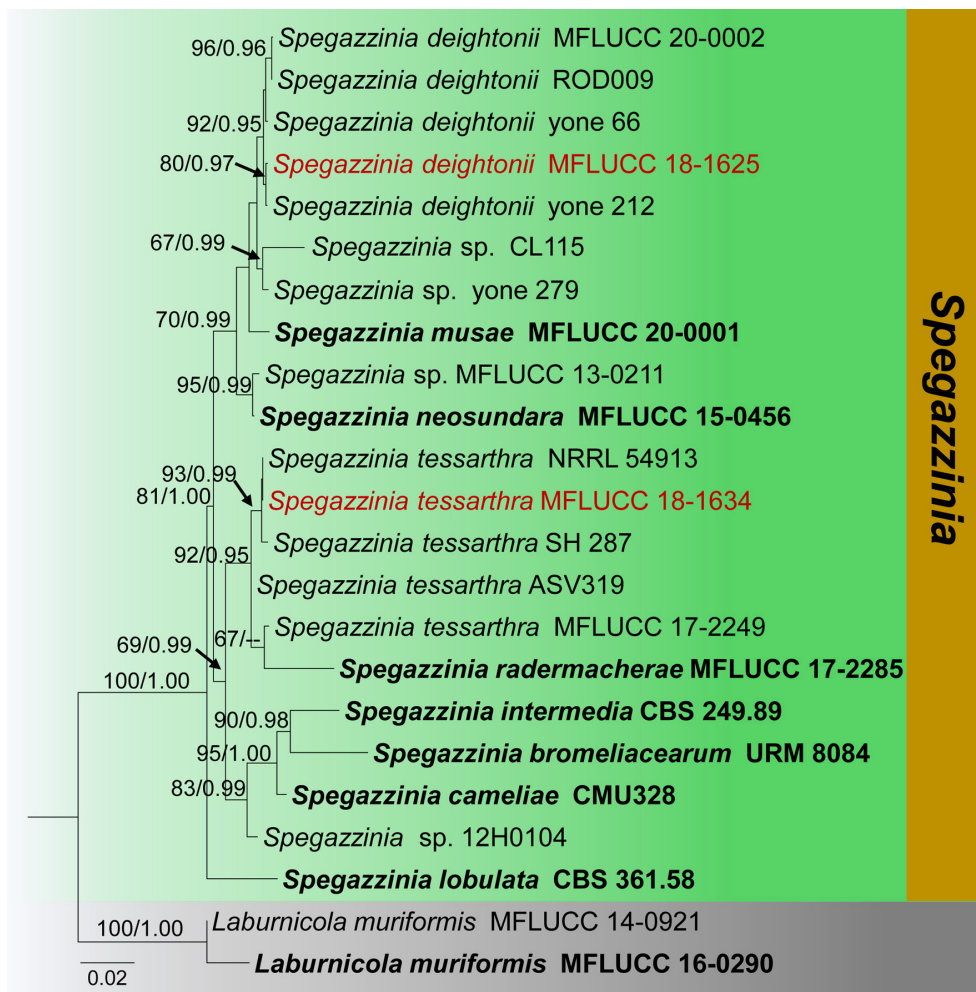 96/0.96
Spegazzinia deightonii MFLUCC 20-0002
Spegazzinia deightonii ROD009
92/0.95
Spegazzinia deightonii yone 66
80/0.97
Spegazzinia deightonii MFLUCC 18-1625
Spegazzinia deightonii yone 212
67/0.99
Spegazzinia sp. CL115
Spegazzinia sp. yone 279
70/0.99
Spegazzinia musae MFLUCC 20-0001
Spegazzinia sp. MFLUCC 13-0211
95/0.99
Spegazzinia neosundara MFLUCC 15-0456
Spegazzinia tessarthra NRRL 54913
93/0.99
81/1.00
Spegazzinia tessarthra MFLUCC 18-1634
Spegazzinia tessarthra SH 287
92/0.95
Spegazzinia tessarthra ASV319
Spegazzinia tessarthra MFLUCC 17-2249
69/0.99
67/--
Spegazzinia radermacherae MFLUCC 17-2285
100/1.00
Spegazzinia intermedia CBS 249.89
90/0.98
Spegazzinia bromeliacearum URM 8084
95/1.00
Spegazzinia cameliae CMU328
83/0.99
Spegazzinia sp. 12H0104
Spegazzinia lobulata CBS 361.58
Spegazzinia
Laburnicola muriformis MFLUCC 14-0921
100/1.00
Laburnicola muriformis MFLUCC 16-0290
0.02